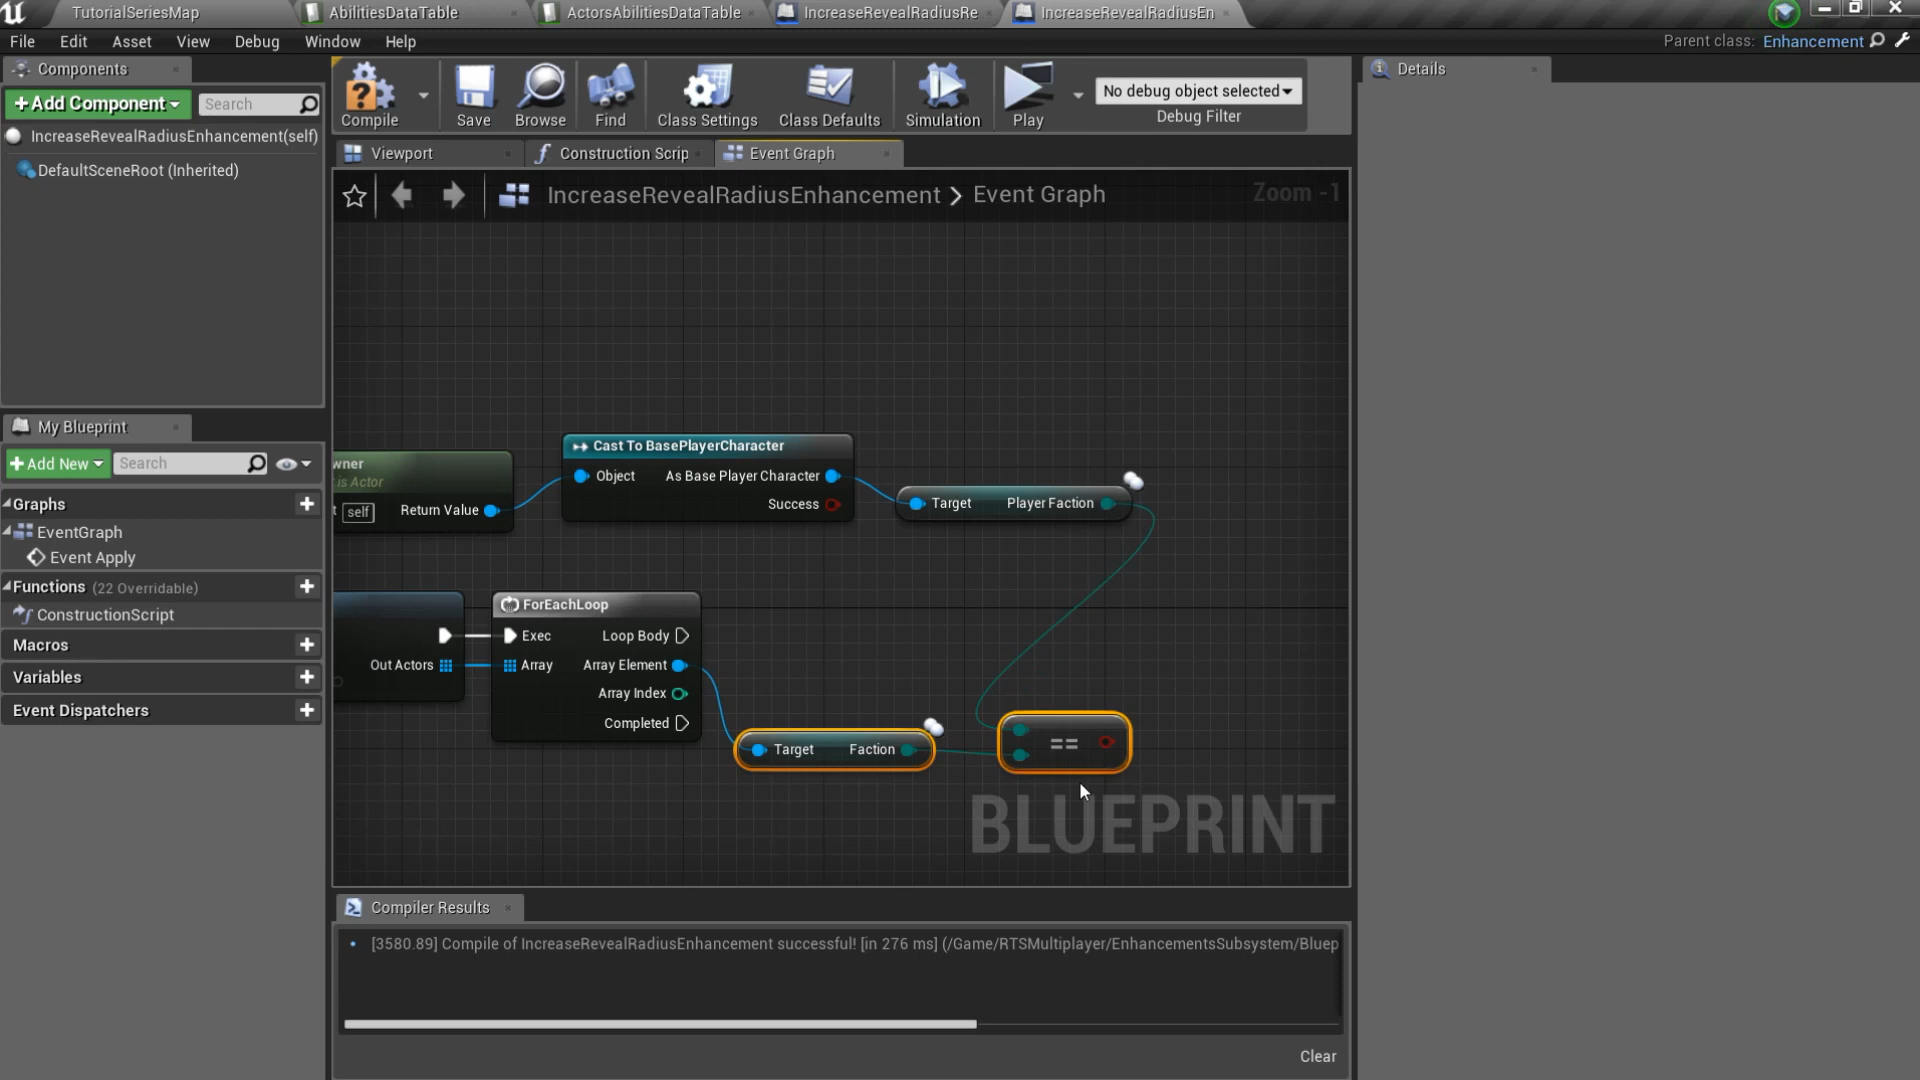 TutorialSeriesMap
AbilitiesDataTable
ActorsAbilitiesDataTable
IncreaseRevealRadiusRe
IncreaseRevealRadiusEn
File
Edit
Asset
View
Debug
Window
Help
Parent class: Enhancement
Components
+Add Component
Search
IncreaseRevealRadiusEnhancement(self)
DefaultSceneRoot (Inherited)
Compile
Save
Browse
Find
Class Settings
Class Defaults
Simulation
Play
No debug object selected
Debug Filter
Details
Viewport
Construction Scrip
Event Graph
IncreaseRevealRadiusEnhancement > Event Graph
Zoom -1
My Blueprint
+Add New
Search
Graphs
EventGraph
Event Apply
Functions (22 Overridable)
ConstructionScript
Macros
Variables
Event Dispatchers
wner
t is Actor
t self
Return Value
Cast To BasePlayerCharacter
Object
As Base Player Character
Success
Target
Player Faction
Out Actors
ForEachLoop
Exec
Loop Body
Array
Array Element
Array Index
Completed
Target
Faction
==
BLUEPRINT
Compiler Results
[3580.89] Compile of IncreaseRevealRadiusEnhancement successful! [in 276 ms] (/Game/RTSMultiplayer/EnhancementsSubsystem/Bluep
Clear